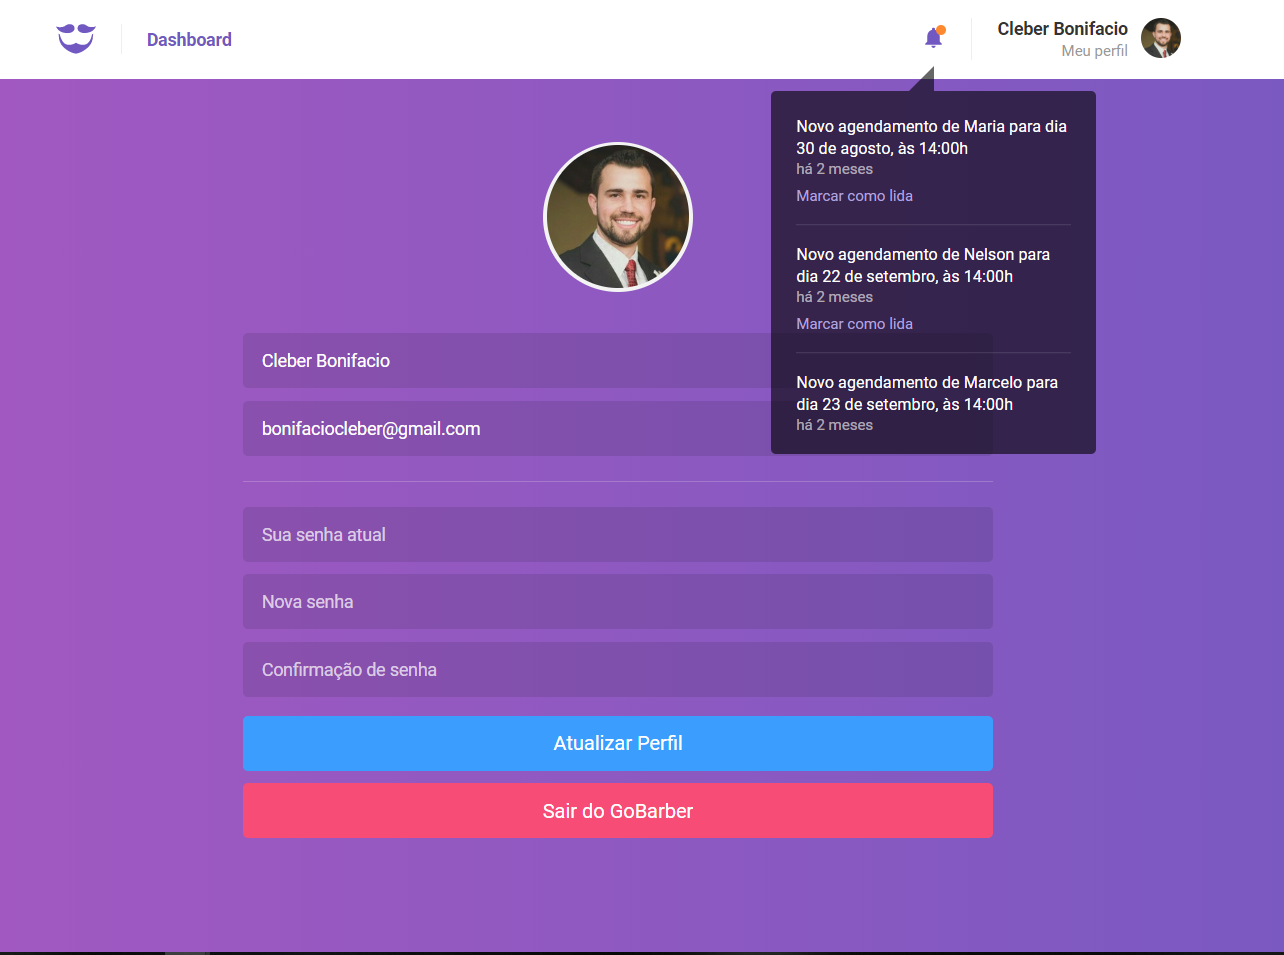 Dashboard
Cleber Bonifacio
Meu perfil
Novo agendamento de Maria para dia
30 de agosto, às 14:00h
há 2 meses
Marcar como lida
Novo agendamento de Nelson para
dia 22 de setembro, às 14:00h
há 2 meses
Marcar como lida
Novo agendamento de Marcelo para
dia 23 de setembro, às 14:00h
há 2 meses
Cleber Bonifacio
bonifaciocleber@gmail.com
Sua senha atual
Nova senha
Confirmação de senha
Atualizar Perfil
Sair do GoBarber